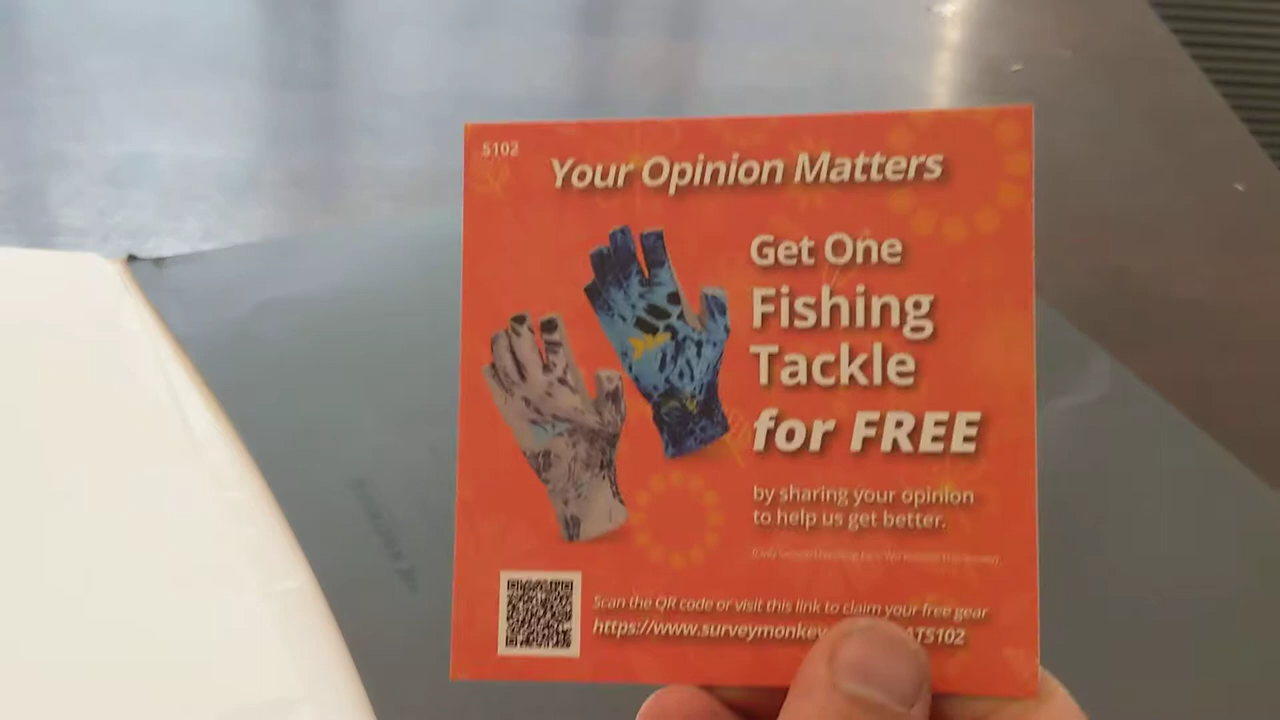 5102
Your Opinion Matters
Get One
Fishing
Tackle
for FREE
by sharing your opinion
to help us get better.
Scan the QR code or visit this link to claim your free gear
https://www.surveymonkey ATS102